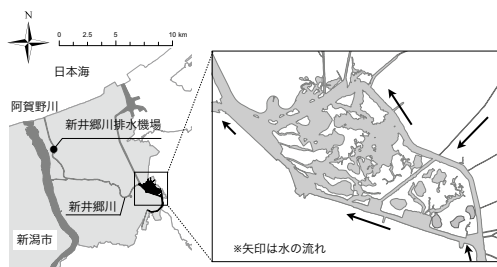 N
0 2.5 5 10 km
日本海
阿賀野川
新井郷川排水機場
新井郷川
新潟市
※矢印は水の流れ